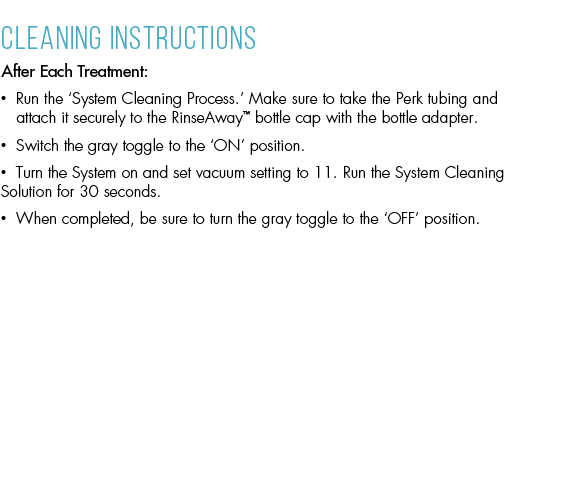 CLEANING INSTRUCTIONS
After Each Treatment:
• Run the ‘System Cleaning Process.’ Make sure to take the Perk tubing and
attach it securely to the RinseAway™ bottle cap with the bottle adapter.
• Switch the gray toggle to the ‘ON’ position.
• Turn the System on and set vacuum setting to 11. Run the System Cleaning
Solution for 30 seconds.
• When completed, be sure to turn the gray toggle to the ‘OFF’ position.